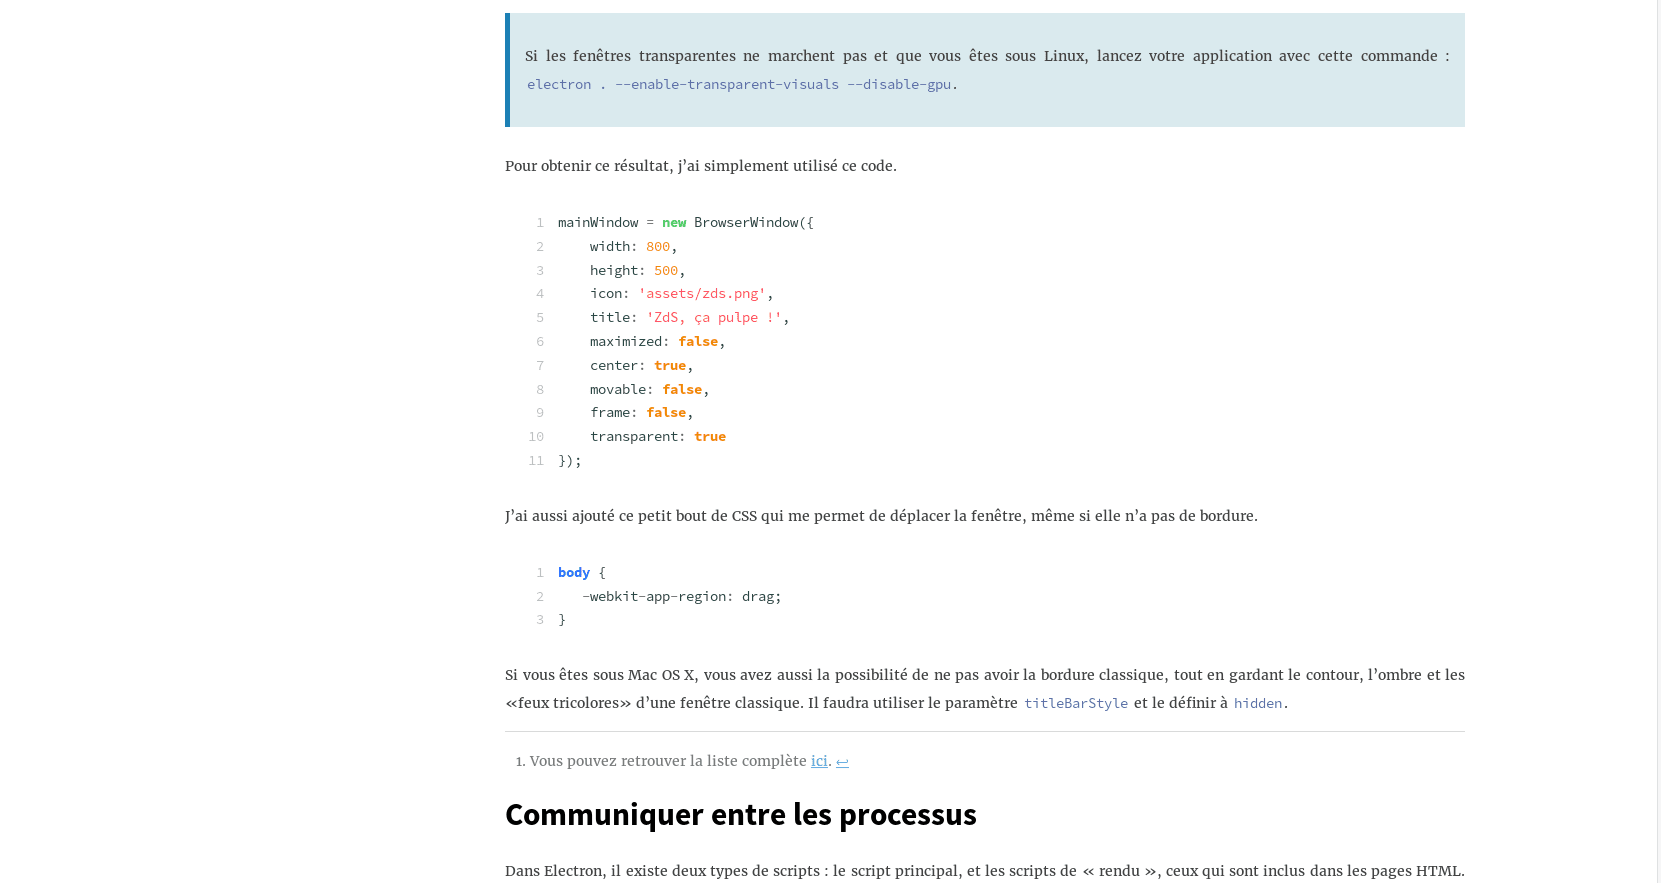 Si les fenêtres transparentes ne marchent pas et que vous êtes sous Linux, lancez votre application avec cette commande :
electron . --enable-transparent-visuals --disable-gpu.
Pour obtenir ce résultat, j’ai simplement utilisé ce code.
1 mainWindow = new BrowserWindow({
2     width: 800,
3     height: 500,
4     icon: 'assets/zds.png',
5     title: 'ZdS, ça pulpe !',
6     maximized: false,
7     center: true,
8     movable: false,
9     frame: false,
10     transparent: true
11 });
J’ai aussi ajouté ce petit bout de CSS qui me permet de déplacer la fenêtre, même si elle n’a pas de bordure.
1 body {
2    -webkit-app-region: drag;
3 }
Si vous êtes sous Mac OS X, vous avez aussi la possibilité de ne pas avoir la bordure classique, tout en gardant le contour, l’ombre et les
«feux tricolores» d’une fenêtre classique. Il faudra utiliser le paramètre titleBarStyle et le définir à hidden.
1. Vous pouvez retrouver la liste complète ici. ↩
Communiquer entre les processus
Dans Electron, il existe deux types de scripts : le script principal, et les scripts de « rendu », ceux qui sont inclus dans les pages HTML.